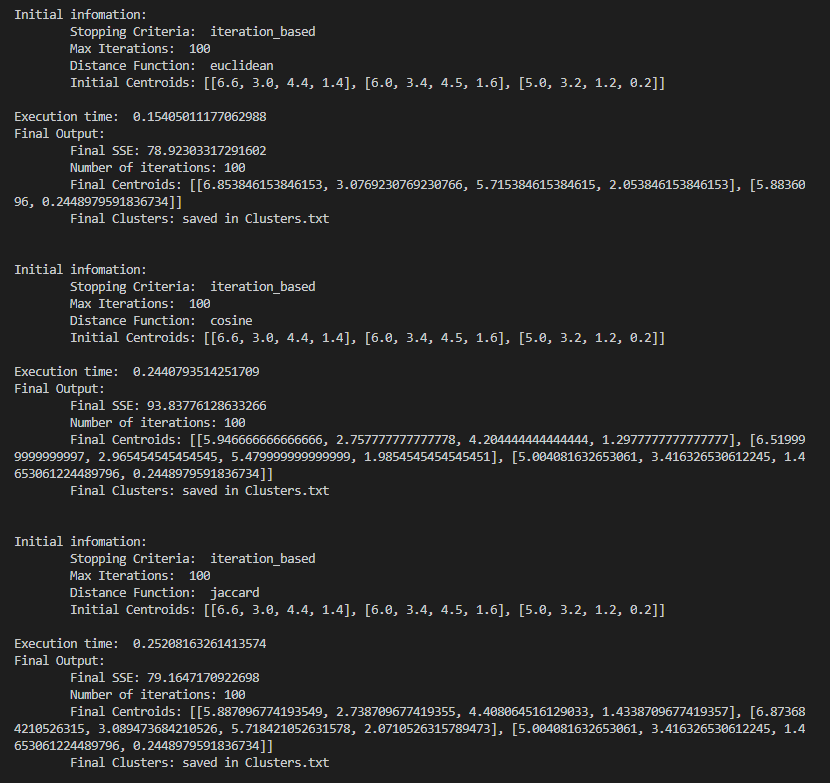 Initial infomation:
Stopping Criteria:  iteration_based
Max Iterations:  100
Distance Function:  euclidean
Initial Centroids: [[6.6, 3.0, 4.4, 1.4], [6.0, 3.4, 4.5, 1.6], [5.0, 3.2, 1.2, 0.2]]
Execution time:  0.15405011177062988
Final Output:
Final SSE: 78.92303317291602
Number of iterations: 100
Final Centroids: [[6.853846153846153, 3.0769230769230766, 5.715384615384615, 2.053846153846153], [5.88360
96, 0.2448979591836734]]
Final Clusters: saved in Clusters.txt
Initial infomation:
Stopping Criteria:  iteration_based
Max Iterations:  100
Distance Function:  cosine
Initial Centroids: [[6.6, 3.0, 4.4, 1.4], [6.0, 3.4, 4.5, 1.6], [5.0, 3.2, 1.2, 0.2]]
Execution time:  0.2440793514251709
Final Output:
Final SSE: 93.83776128633266
Number of iterations: 100
Final Centroids: [[5.946666666666666, 2.757777777777778, 4.204444444444444, 1.2977777777777777], [6.51999
9999999997, 2.965454545454545, 5.479999999999999, 1.9854545454545451], [5.004081632653061, 3.416326530612245, 1.4
653061224489796, 0.2448979591836734]]
Final Clusters: saved in Clusters.txt
Initial infomation:
Stopping Criteria:  iteration_based
Max Iterations:  100
Distance Function:  jaccard
Initial Centroids: [[6.6, 3.0, 4.4, 1.4], [6.0, 3.4, 4.5, 1.6], [5.0, 3.2, 1.2, 0.2]]
Execution time:  0.25208163261413574
Final Output:
Final SSE: 79.1647170922698
Number of iterations: 100
Final Centroids: [[5.887096774193549, 2.738709677419355, 4.408064516129033, 1.4338709677419357], [6.87368
4210526315, 3.089473684210526, 5.718421052631578, 2.0710526315789473], [5.004081632653061, 3.416326530612245, 1.4
653061224489796, 0.2448979591836734]]
Final Clusters: saved in Clusters.txt